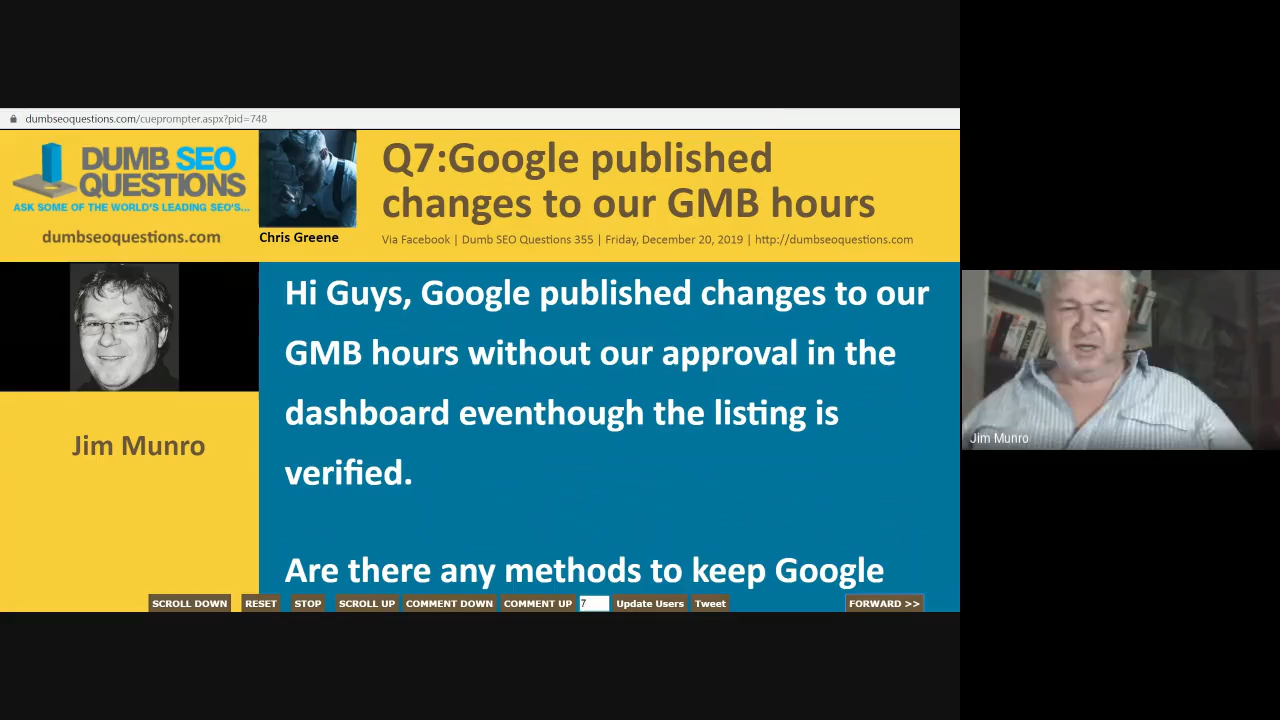 dumbseoquestions.com/cueprompter.aspx?pid=748
DUMB SEO
QUESTIONS
ASK SOME OF THE WORLD'S LEADING SEO'S...
dumbseoquestions.com
Chris Greene
Q7:Google published
changes to our GMB hours
Via Facebook | Dumb SEO Questions 355 | Friday, December 20, 2019 | http://dumbseoquestions.com
Jim Munro
Hi Guys, Google published changes to our
GMB hours without our approval in the
dashboard eventhough the listing is
verified.
Are there any methods to keep Google
SCROLL DOWN RESET STOP SCROLL UP COMMENT DOWN COMMENT UP 7 Update Users Tweet FORWARD >>
Jim Munro